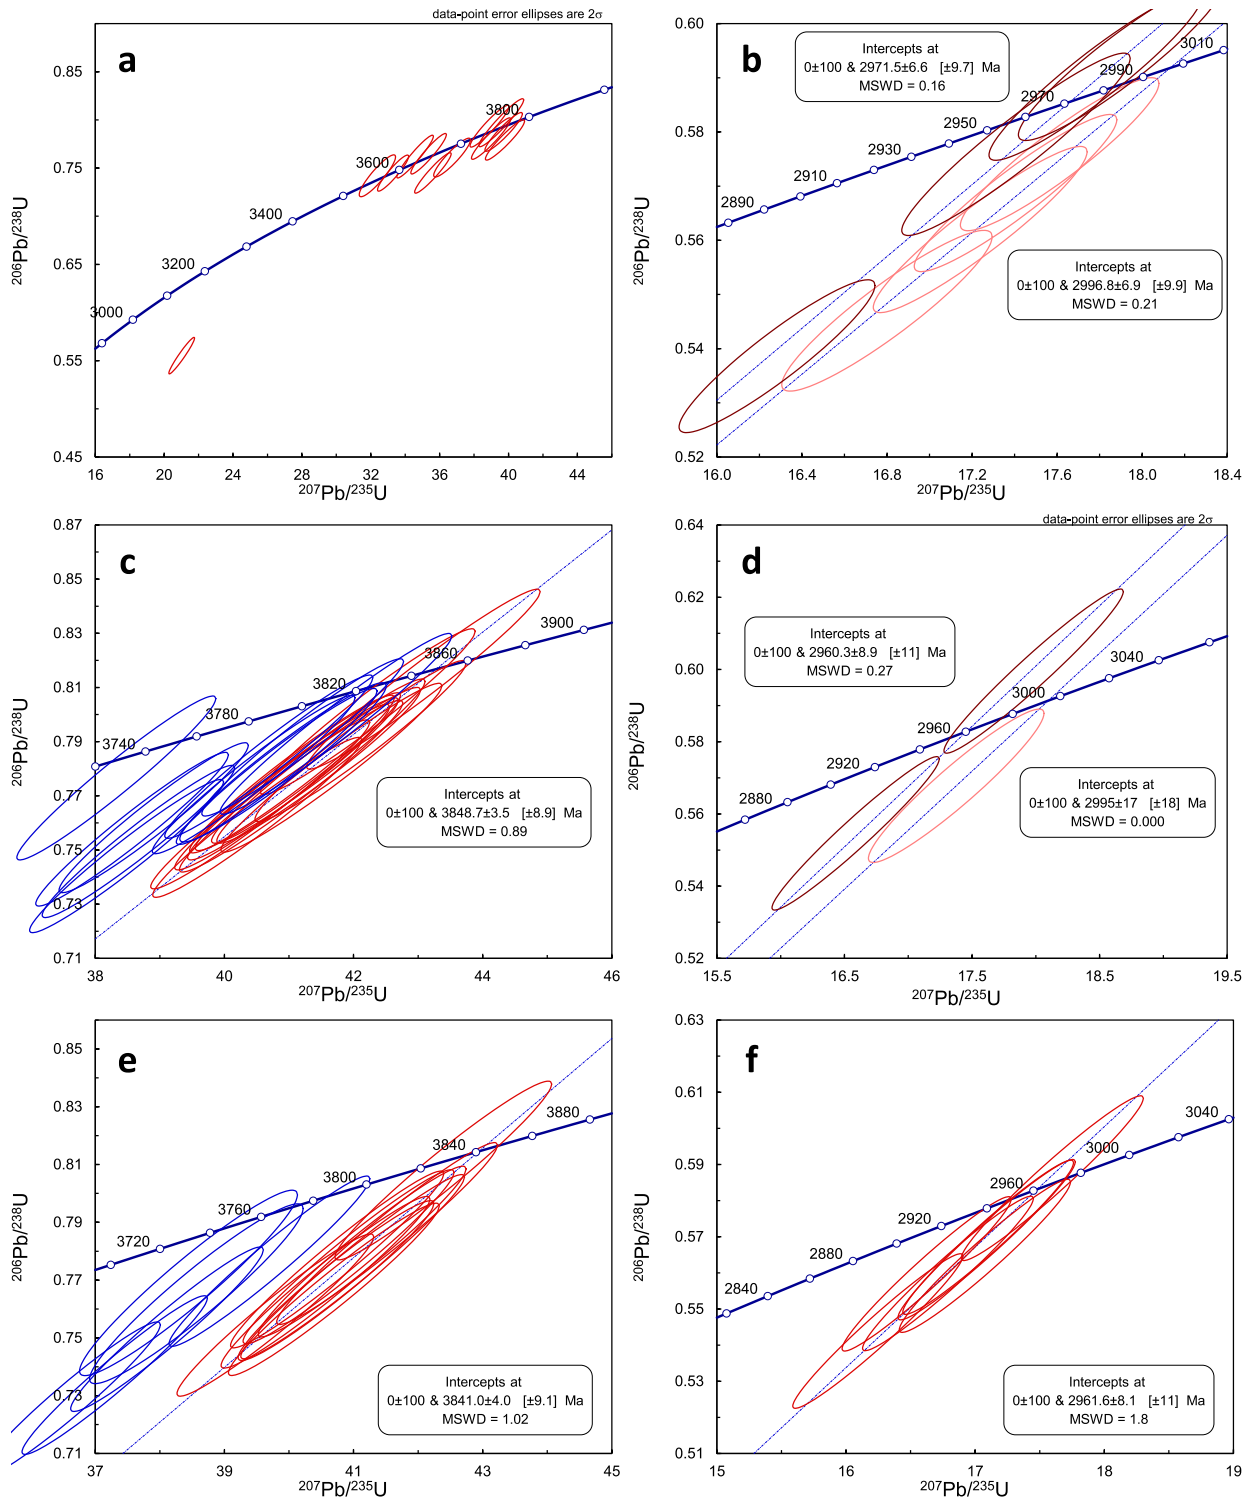 data-point error ellipses are 2σ
a
0.85
0.75
0.65
0.55
0.45
206Pb/238U
3000
3200
3400
3600
3800
16
20
24
28
32
36
40
44
207Pb/235U
b
0.60
0.58
0.56
0.54
0.52
206Pb/238U
Intercepts at
0±100 & 2971.5±6.6 [±9.7] Ma
MSWD = 0.16
2890
2910
2930
2950
2970
2990
3010
Intercepts at
0±100 & 2996.8±6.9 [±9.9] Ma
MSWD = 0.21
16.0
16.4
16.8
17.2
17.6
18.0
18.4
207Pb/235U
c
0.87
0.85
0.83
0.81
0.79
0.77
0.75
0.73
0.71
206Pb/238U
3740
3780
3820
3860
3900
Intercepts at
0±100 & 3848.7±3.5 [±8.9] Ma
MSWD = 0.89
38
40
42
44
46
207Pb/235U
data-point error ellipses are 2σ
d
0.64
0.62
0.60
0.58
0.56
0.54
0.52
206Pb/238U
Intercepts at
0±100 & 2960.3±8.9 [±11] Ma
MSWD = 0.27
2880
2920
2960
3000
3040
Intercepts at
0±100 & 2995±17 [±18] Ma
MSWD = 0.000
15.5
16.5
17.5
18.5
19.5
207Pb/235U
e
0.85
0.83
0.81
0.79
0.77
0.75
0.73
0.71
206Pb/238U
3720
3760
3800
3840
3880
Intercepts at
0±100 & 3841.0±4.0 [±9.1] Ma
MSWD = 1.02
37
39
41
43
45
207Pb/235U
f
0.63
0.61
0.59
0.57
0.55
0.53
0.51
206Pb/238U
2840
2880
2920
2960
3000
3040
Intercepts at
0±100 & 2961.6±8.1 [±11] Ma
MSWD = 1.8
15
16
17
18
19
207Pb/235U